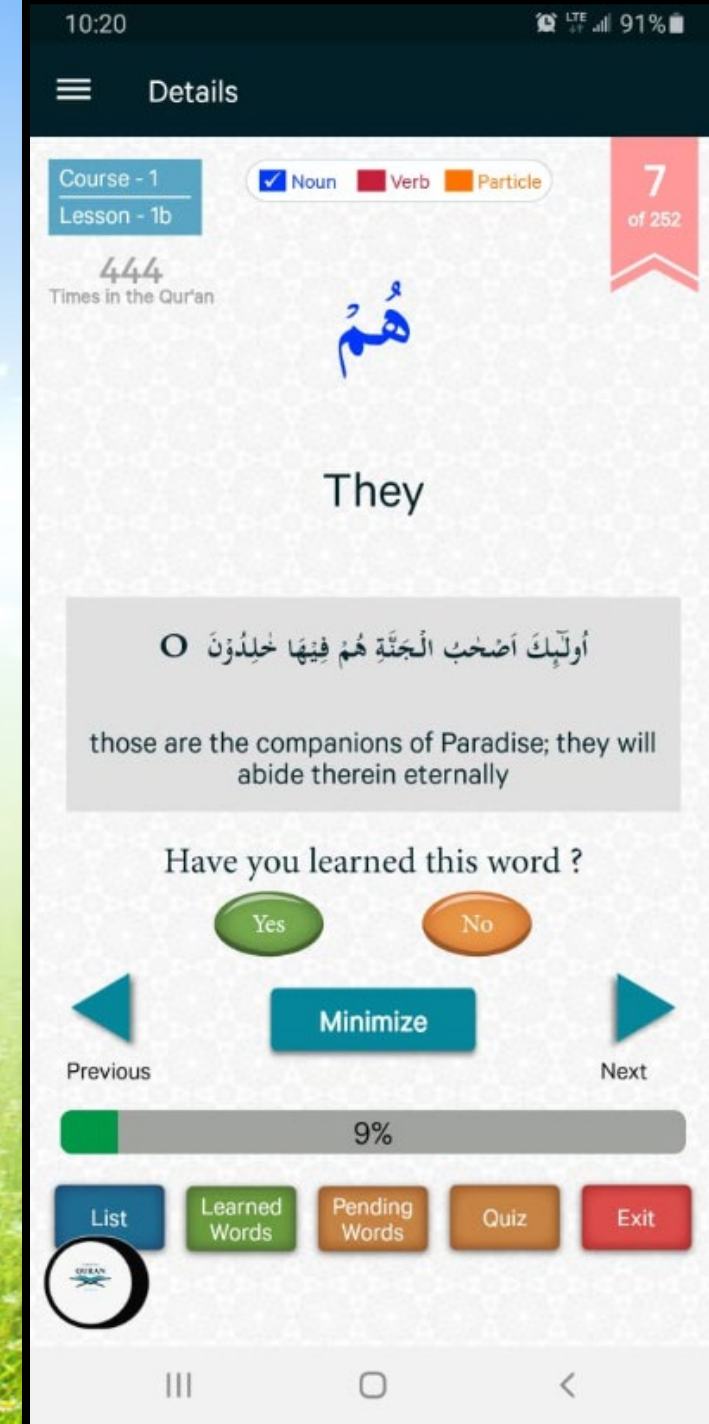 10:20 LTE 91%
Details
Course - 1
Lesson - 1b
Noun Verb Particle
7
of 252
444
Times in the Qur'an
هُمْ
They
أُولٰٓئِكَ اَصْحٰبُ الْجَنَّةِ هُمْ فِيْهَا خٰلِدُوْنَ O
those are the companions of Paradise; they will
abide therein eternally
Have you learned this word ?
Yes No
Minimize
Previous Next
9%
List Learned Words Pending Words Quiz Exit
QURAN